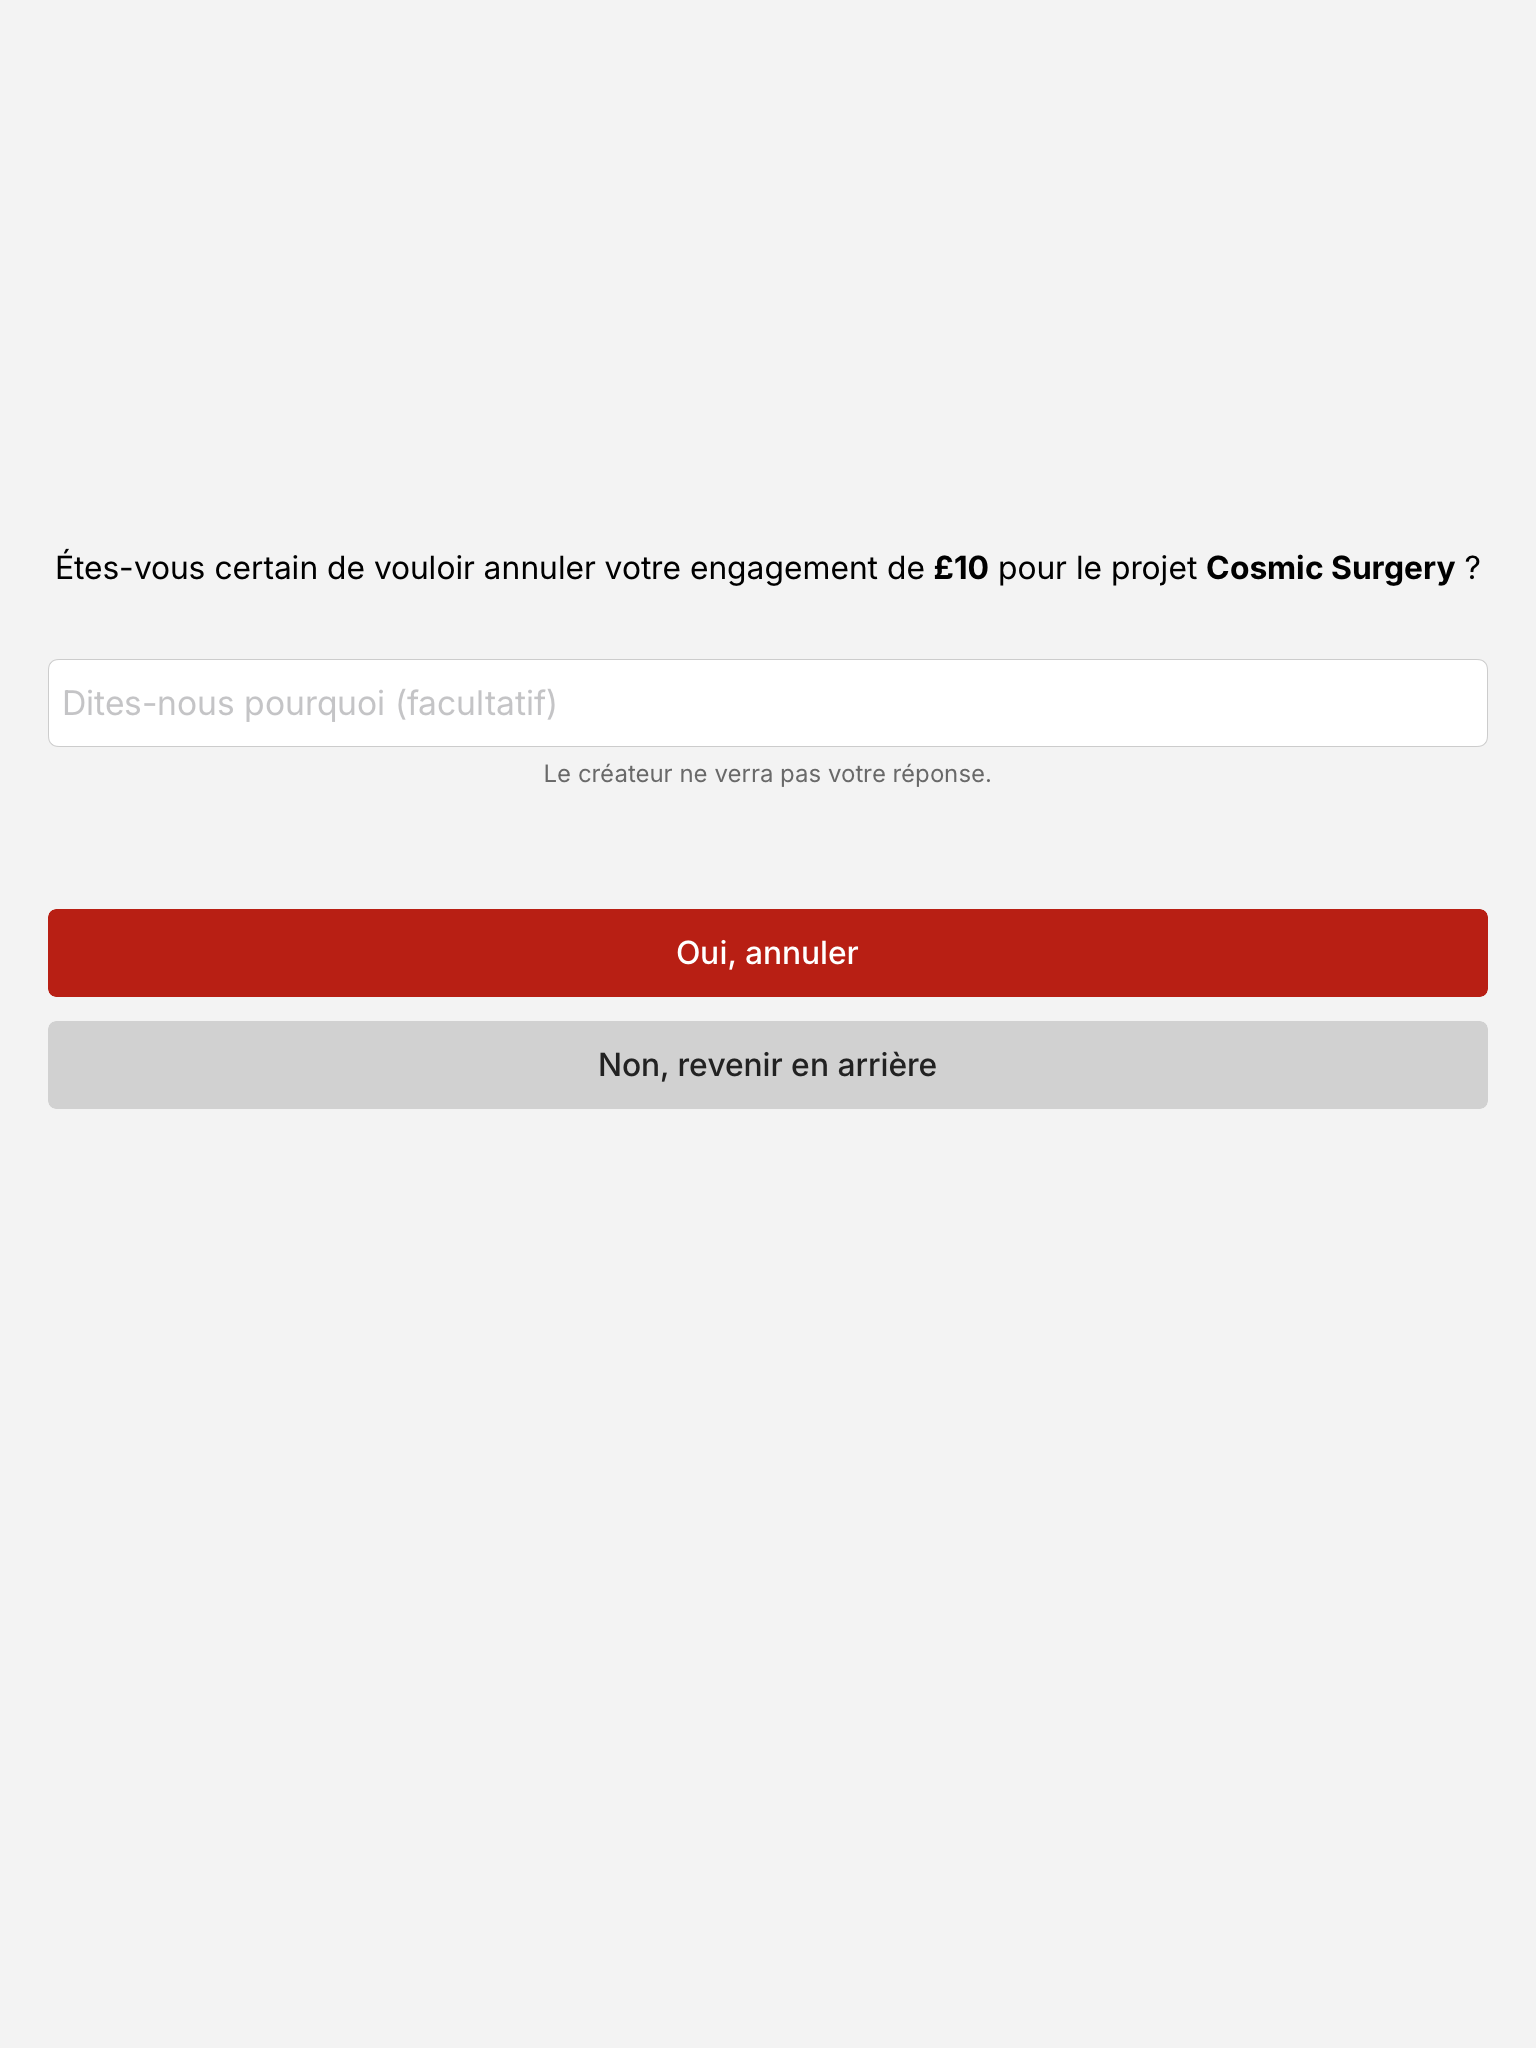 Étes-vous certain de vouloir annuler votre engagement de £10 pour le projet Cosmic Surgery ?
Dites-nous pourquoi (facultatif)
Le créateur ne verra pas votre réponse.
Oui, annuler
Non, revenir en arrière